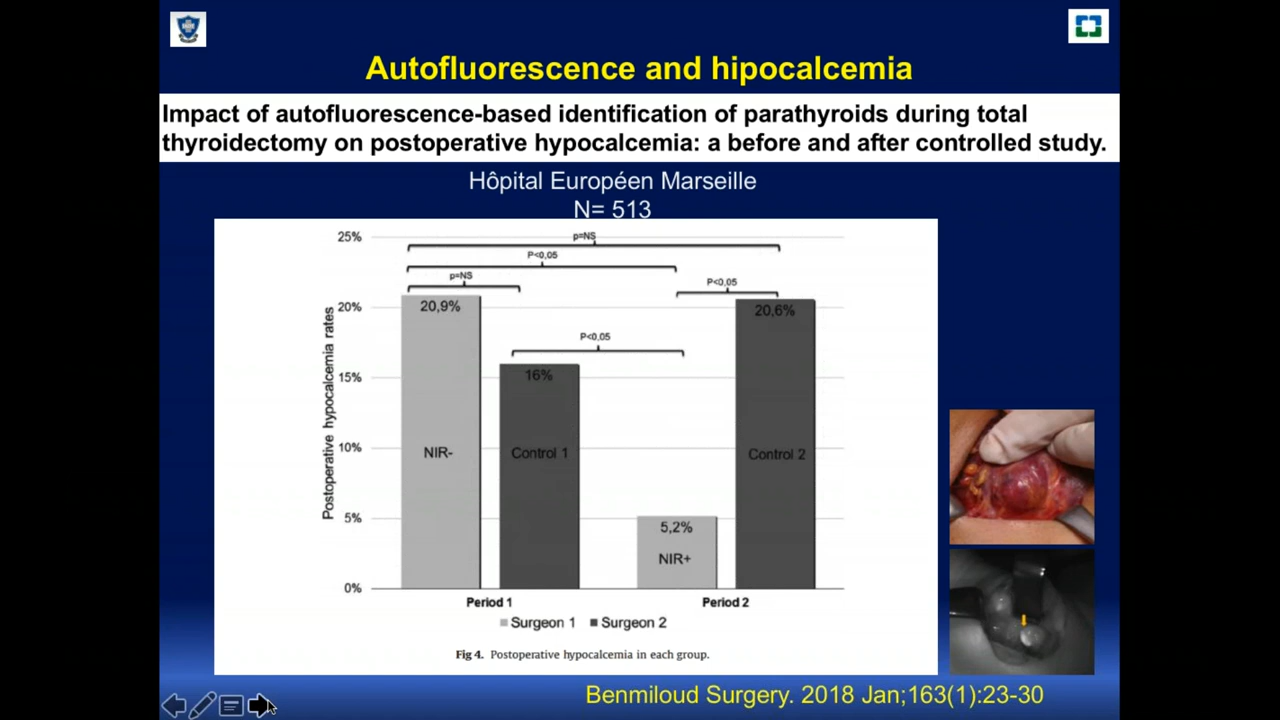 Autofluorescence and hipocalcemia
Impact of autofluorescence-based identification of parathyroids during total
thyroidectomy on postoperative hypocalcemia: a before and after controlled study.
Hôpital Européen Marseille
N= 513
Postoperative hypocalcemia rates
25%
20%
15%
10%
5%
0%
p=NS
P<0,05
p=NS
P<0,05
P<0,05
20,9%
NIR-
16%
Control 1
5,2%
NIR+
20,6%
Control 2
Period 1
Period 2
Surgeon 1
Surgeon 2
Fig 4. Postoperative hypocalcemia in each group.
Benmiloud Surgery. 2018 Jan;163(1):23-30